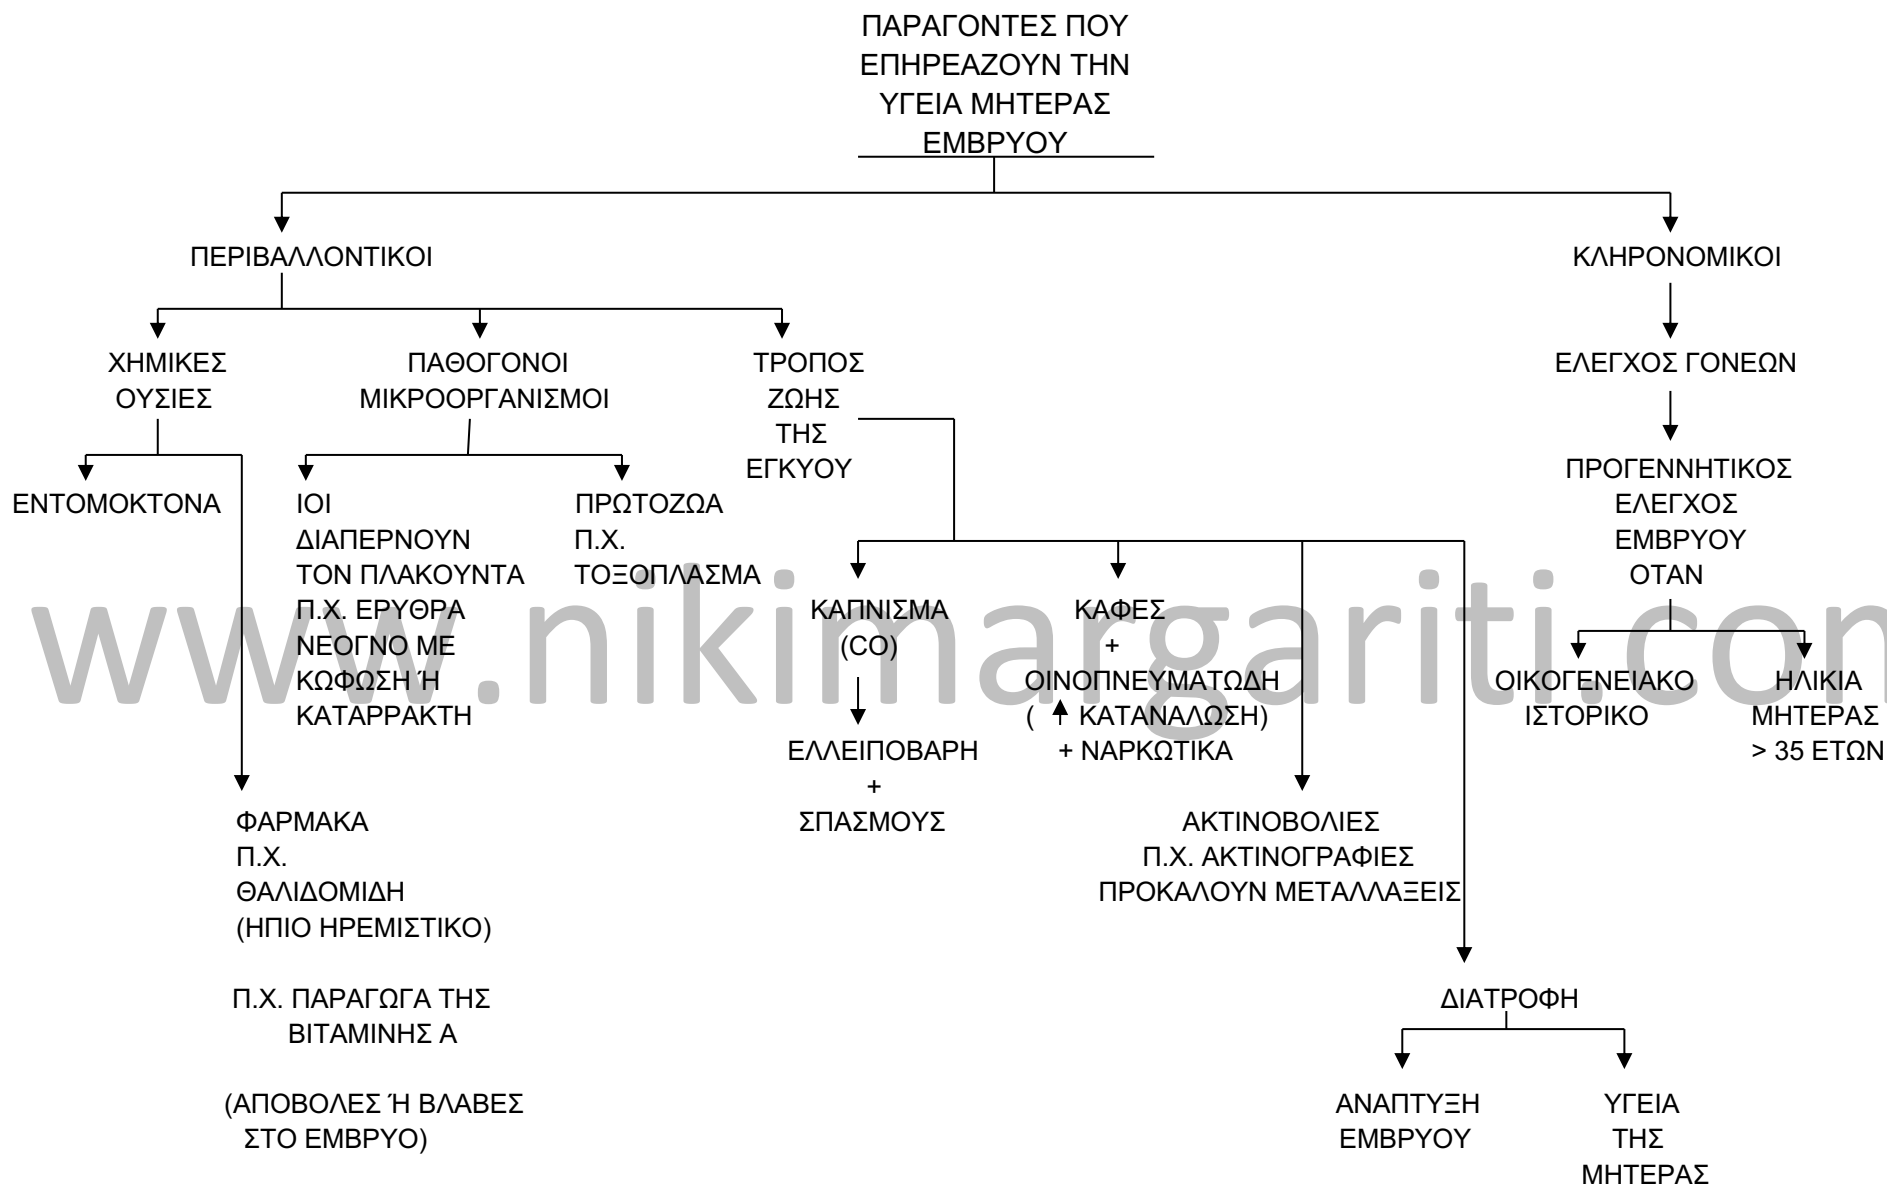 ΠΑΡΑΓΟΝΤΕΣ ΠΟΥ
ΕΠΗΡΕΑΖΟΥΝ ΤΗΝ
ΥΓΕΙΑ ΜΗΤΕΡΑΣ
ΕΜΒΡΥΟΥ
ΠΕΡΙΒΑΛΛΟΝΤΙΚΟΙ
ΚΛΗΡΟΝΟΜΙΚΟΙ
ΧΗΜΙΚΕΣ
ΟΥΣΙΕΣ
ΠΑΘΟΓΟΝΟΙ
ΜΙΚΡΟΟΡΓΑΝΙΣΜΟΙ
ΤΡΟΠΟΣ
ΖΩΗΣ
ΤΗΣ
ΕΓΚΥΟΥ
ΕΛΕΓΧΟΣ ΓΟΝΕΩΝ
ΠΡΟΓΕΝΝΗΤΙΚΟΣ
ΕΛΕΓΧΟΣ
ΕΜΒΡΥΟΥ
ΟΤΑΝ
ΕΝΤΟΜΟΚΤΟΝΑ
ΙΟΙ
ΔΙΑΠΕΡΝΟΥΝ
ΤΟΝ ΠΛΑΚΟΥΝΤΑ
Π.Χ. ΕΡΥΘΡΑ
ΝΕΟΓΝΟ ΜΕ
ΚΩΦΩΣΗ Ή
ΚΑΤΑΡΡΑΚΤΗ
ΠΡΩΤΟΖΩΑ
Π.Χ.
ΤΟΞΟΠΛΑΣΜΑ
ΚΑΠΝΙΣΜΑ
(CO)
ΕΛΛΕΙΠΟΒΑΡΗ
+
ΣΠΑΣΜΟΥΣ
ΚΑΦΕΣ
+
ΟΙΝΟΠΝΕΥΜΑΤΩΔΗ
( ↑ ΚΑΤΑΝΑΛΩΣΗ)
+ ΝΑΡΚΩΤΙΚΑ
ΟΙΚΟΓΕΝΕΙΑΚΟ
ΙΣΤΟΡΙΚΟ
ΗΛΙΚΙΑ
ΜΗΤΕΡΑΣ
> 35 ΕΤΩΝ
ΦΑΡΜΑΚΑ
Π.Χ.
ΘΑΛΙΔΟΜΙΔΗ
(ΗΠΙΟ ΗΡΕΜΙΣΤΙΚΟ)
Π.Χ. ΠΑΡΑΓΩΓΑ ΤΗΣ
ΒΙΤΑΜΙΝΗΣ Α
(ΑΠΟΒΟΛΕΣ Ή ΒΛΑΒΕΣ
ΣΤΟ ΕΜΒΡΥΟ)
ΑΚΤΙΝΟΒΟΛΙΕΣ
Π.Χ. ΑΚΤΙΝΟΓΡΑΦΙΕΣ
ΠΡΟΚΑΛΟΥΝ ΜΕΤΑΛΛΑΞΕΙΣ
ΔΙΑΤΡΟΦΗ
ΑΝΑΠΤΥΞΗ
ΕΜΒΡΥΟΥ
ΥΓΕΙΑ
ΤΗΣ
ΜΗΤΕΡΑΣ
www.nikimargariti.com